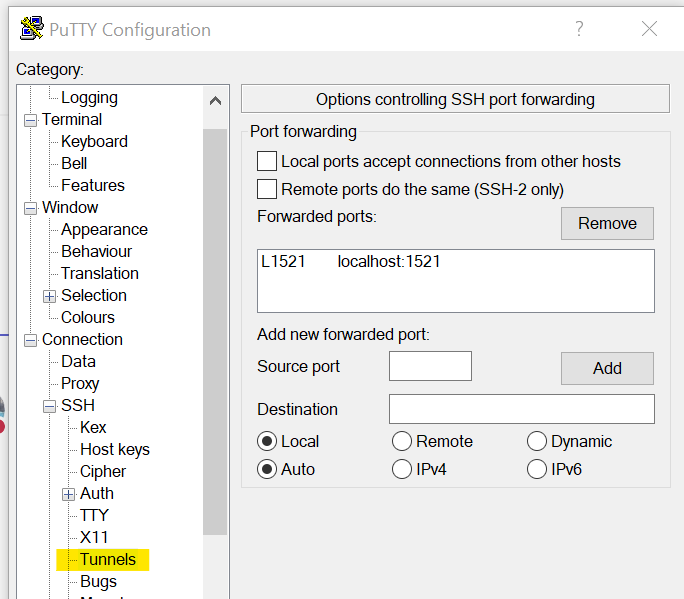 PuTTY Configuration
?
Category:
Logging
Terminal
Keyboard
Bell
Features
Window
Appearance
Behaviour
Translation
Selection
Colours
Connection
Data
Proxy
SSH
Kex
Host keys
Cipher
Auth
TTY
X11
Tunnels
Bugs
Options controlling SSH port forwarding
Port forwarding
Local ports accept connections from other hosts
Remote ports do the same (SSH-2 only)
Forwarded ports:
Remove
L1521 localhost:1521
Add new forwarded port:
Source port
Add
Destination
Local Remote Dynamic
Auto IPv4 IPv6